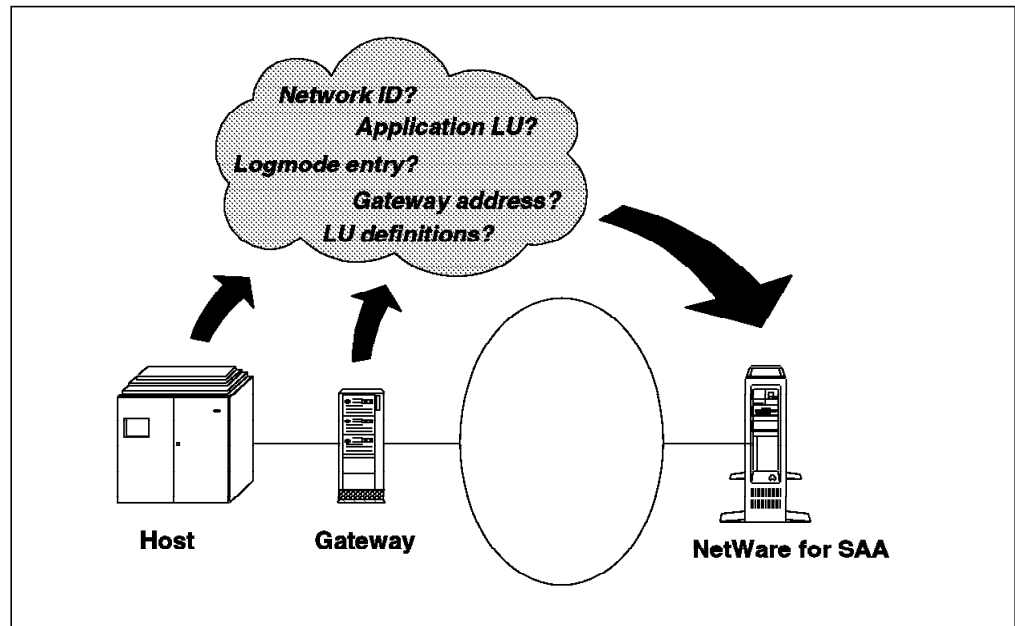 Network ID?
Application LU?
Logmode entry?
Gateway address?
LU definitions?
Host
Gateway
NetWare for SAA